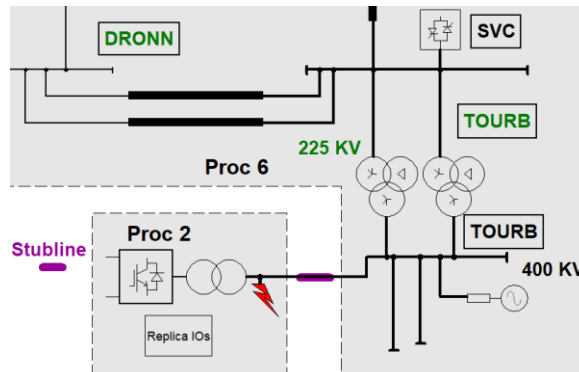 DRONN
SVC
TOURB
225 KV
Proc 6
Stubline
Proc 2
TOURB
400 KV
Replica IOs